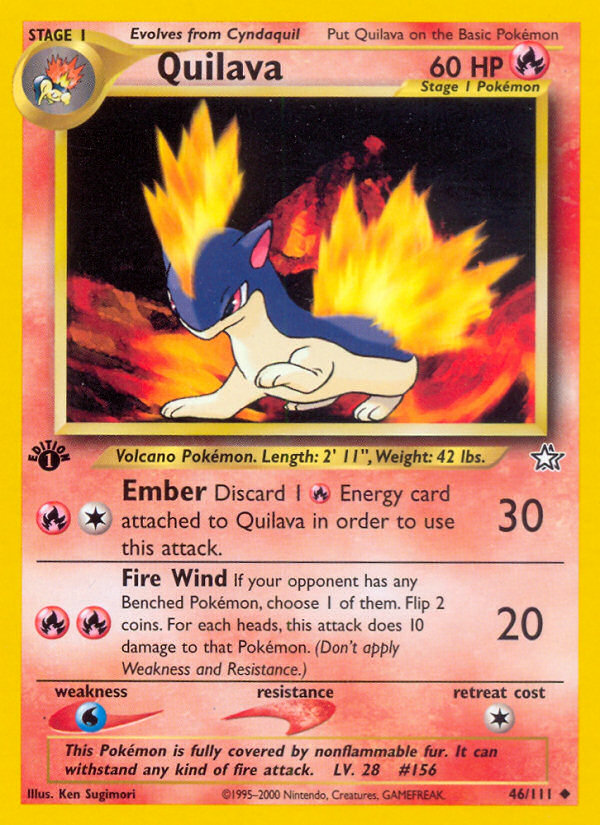 STAGE 1 Evolves from Cyndaquil Put Quilava on the Basic Pokémon
Quilava 60 HP
Stage 1 Pokémon
EDITION
1
Volcano Pokémon. Length: 2' 11", Weight: 42 lbs.
Ember Discard 1 Energy card
attached to Quilava in order to use
this attack.
30
Fire Wind If your opponent has any
Benched Pokémon, choose 1 of them. Flip 2
coins. For each heads, this attack does 10
damage to that Pokémon. (Don't apply
Weakness and Resistance.)
20
weakness resistance retreat cost
This Pokémon is fully covered by nonflammable fur. It can
withstand any kind of fire attack. LV. 28 #156
Illus. Ken Sugimori ©1995-2000 Nintendo, Creatures, GAMEFREAK. 46/111